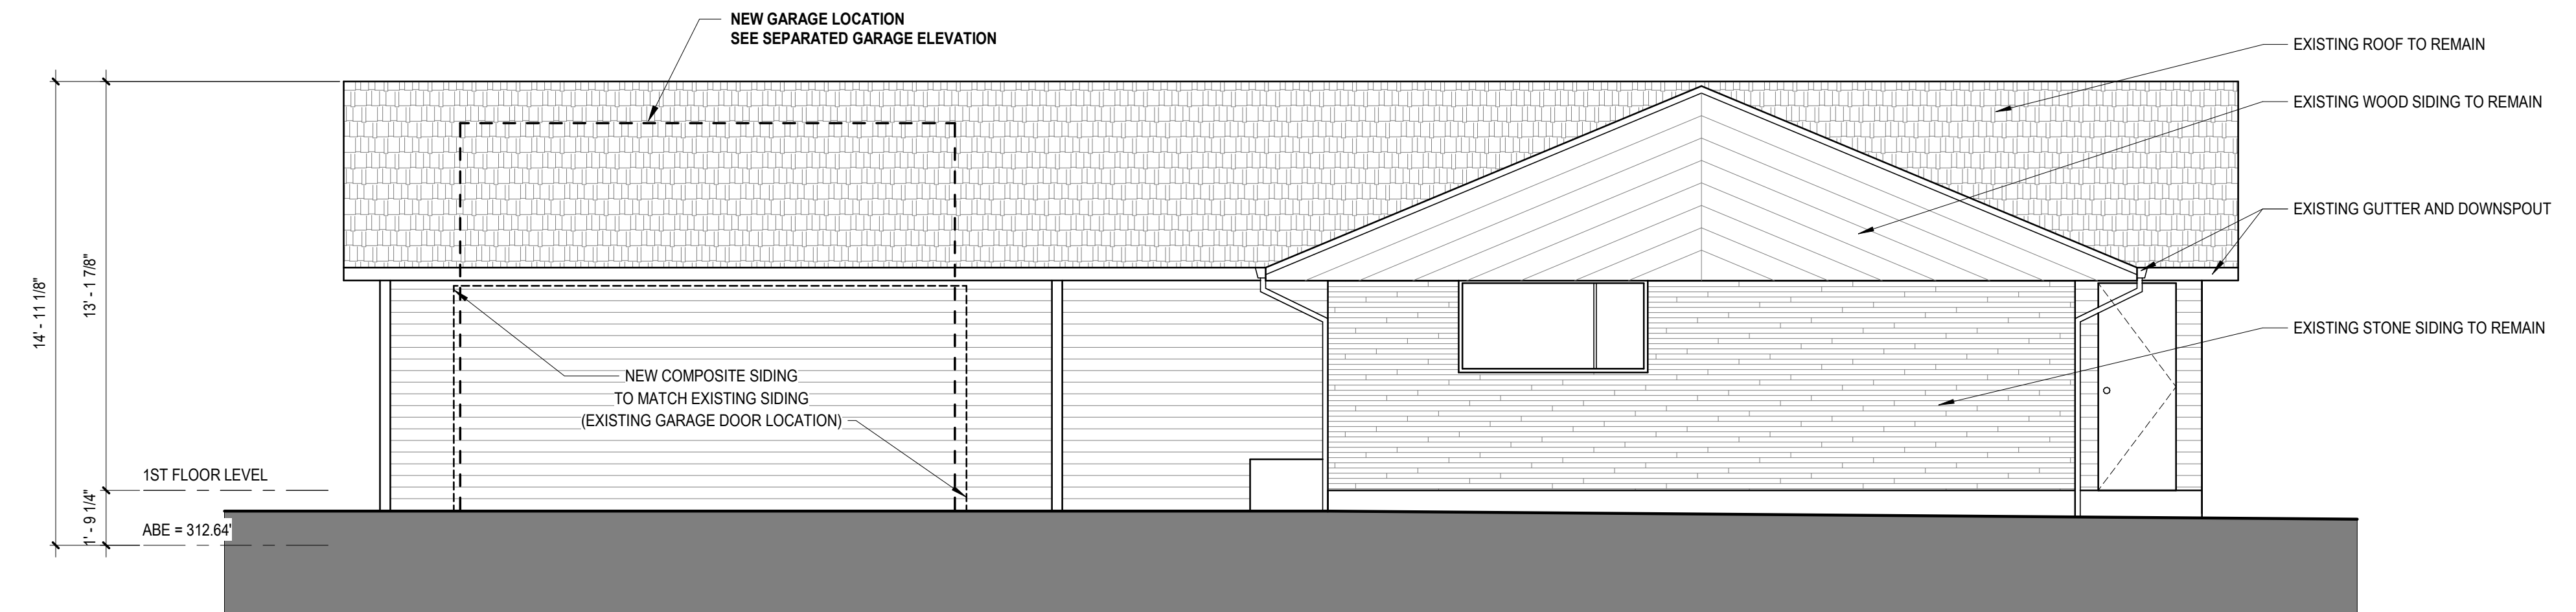 NEW GARAGE LOCATION
SEE SEPARATED GARAGE ELEVATION
EXISTING ROOF TO REMAIN
EXISTING WOOD SIDING TO REMAIN
EXISTING GUTTER AND DOWNSPOUT
EXISTING STONE SIDING TO REMAIN
14' - 11 1/8"
13' - 1 7/8"
1' - 9 1/4"
NEW COMPOSITE SIDING
TO MATCH EXISTING SIDING
(EXISTING GARAGE DOOR LOCATION)
1ST FLOOR LEVEL
ABE = 312.64'